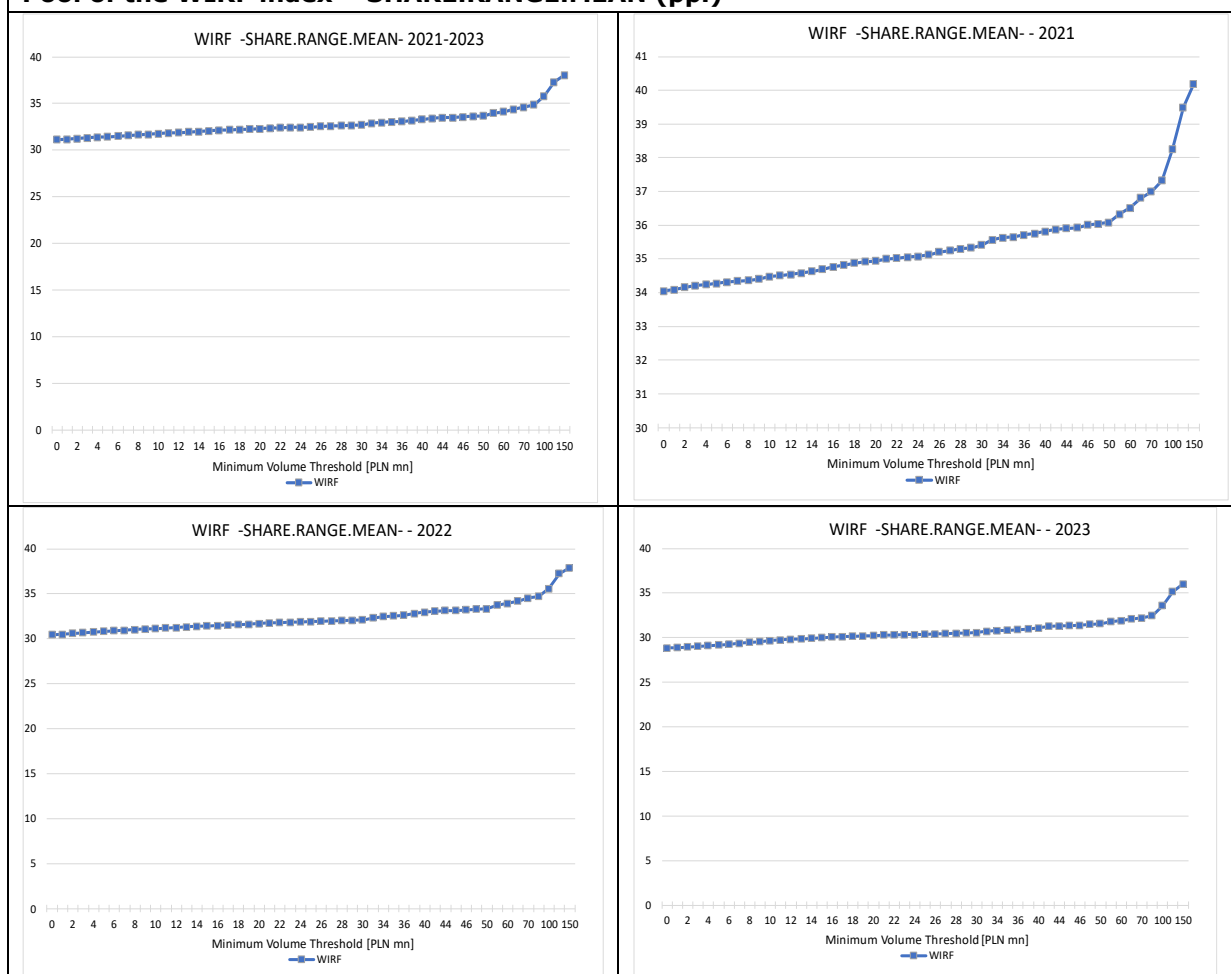 Pool of the WIRF index – SHARE.RANGE.MEAN (pp.)
WIRF -SHARE.RANGE.MEAN- 2021-2023
40
35
30
25
20
15
10
5
0
0 2 4 6 8 10 12 14 16 18 20 22 24 26 28 30 34 36 40 44 46 50 60 70 100 150
Minimum Volume Threshold [PLN mn]
WIRF
WIRF -SHARE.RANGE.MEAN- - 2021
41
40
39
38
37
36
35
34
33
32
31
30
0 2 4 6 8 10 12 14 16 18 20 22 24 26 28 30 34 36 40 44 46 50 60 70 100 150
Minimum Volume Threshold [PLN mn]
WIRF
WIRF -SHARE.RANGE.MEAN- - 2022
40
35
30
25
20
15
10
5
0
0 2 4 6 8 10 12 14 16 18 20 22 24 26 28 30 34 36 40 44 46 50 60 70 100 150
Minimum Volume Threshold [PLN mn]
WIRF
WIRF -SHARE.RANGE.MEAN- - 2023
40
35
30
25
20
15
10
5
0
0 2 4 6 8 10 12 14 16 18 20 22 24 26 28 30 34 36 40 44 46 50 60 70 100 150
Minimum Volume Threshold [PLN mn]
WIRF